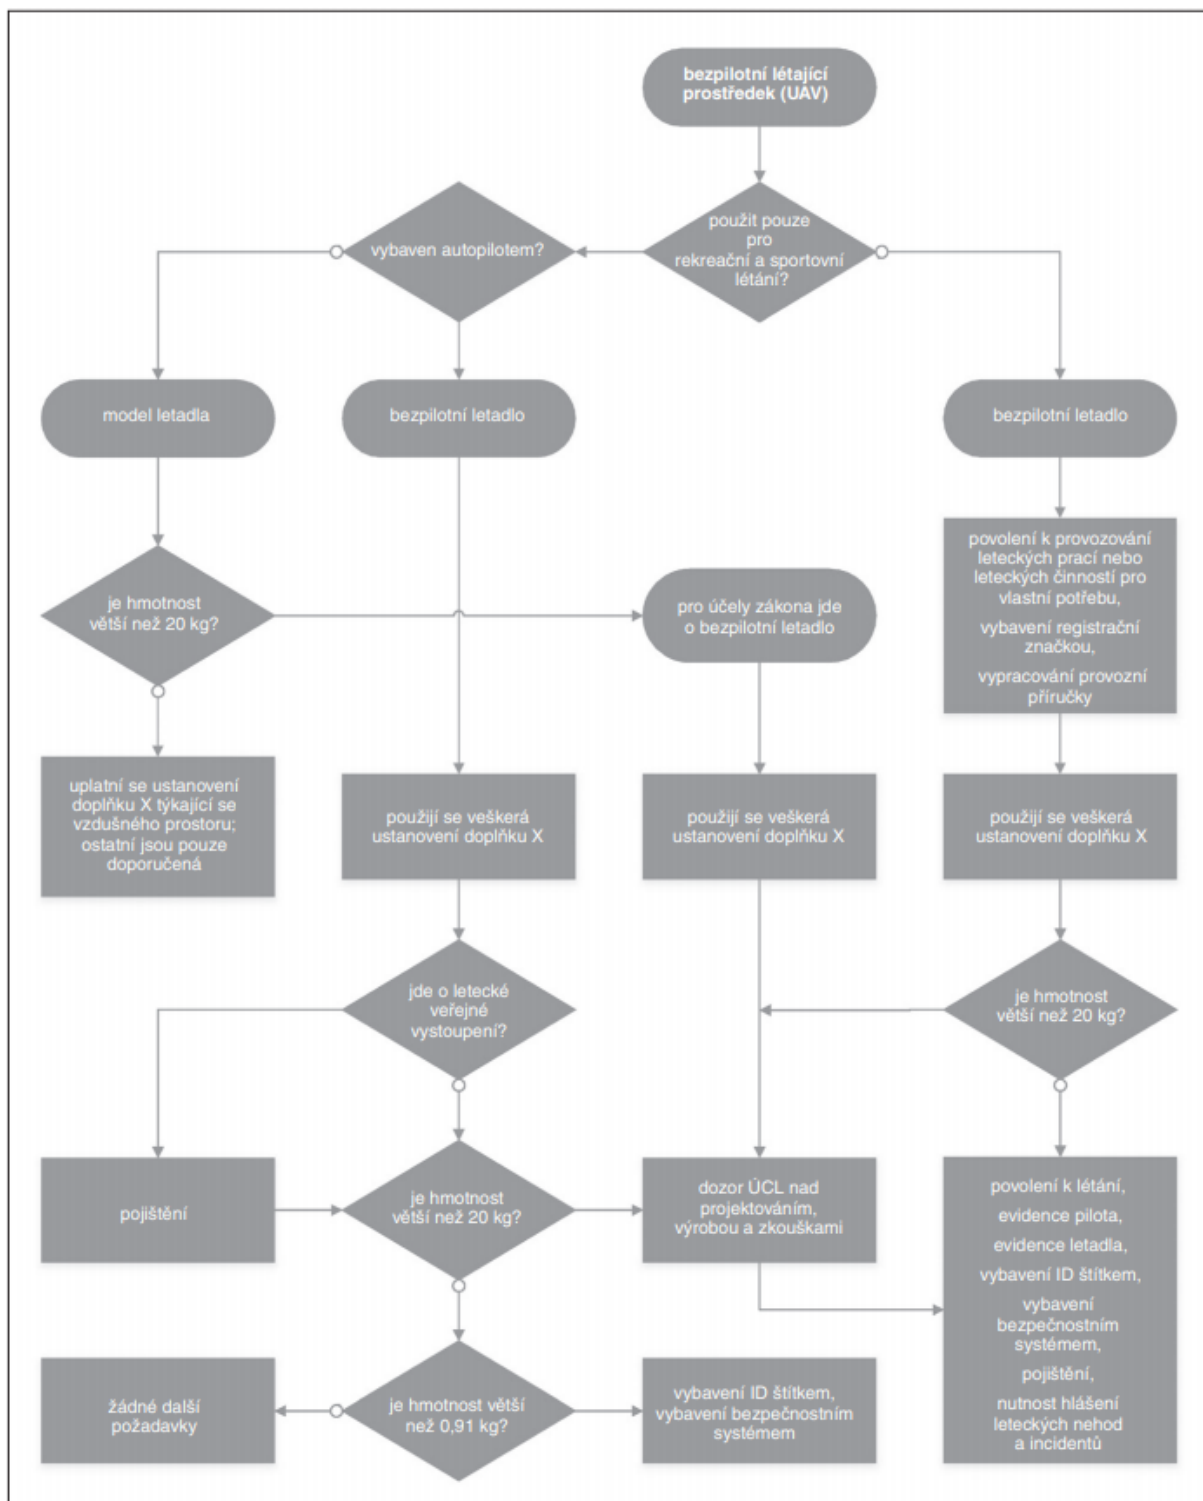 bezpilotní létající
prostředek (UAV)
použit pouze
pro
rekreační a sportovní
létání?
vybaven autopilotem?
model letadla
bezpilotní letadlo
bezpilotní letadlo
povolení k provozování
leteckých prací nebo
leteckých činností pro
vlastní potřebu,
vybavení registrační
značkou,
vypracování provozní
příručky
je hmotnost
větší než 20 kg?
pro účely zákona jde
o bezpilotní letadlo
uplatní se ustanovení
doplňku X týkající se
vzdušného prostoru;
ostatní jsou pouze
doporučená
použijí se veškerá
ustanovení doplňku X
použijí se veškerá
ustanovení doplňku X
použijí se veškerá
ustanovení doplňku X
jde o letecké
veřejné
vystoupení?
je hmotnost
větší než 20 kg?
pojištění
je hmotnost
větší než 20 kg?
dozor ÚCL nad
projektováním,
výrobou a zkouškami
povolení k létání,
evidence pilota,
evidence letadla,
vybavení ID štítkem,
vybavení
bezpečnostním
systémem,
pojištění,
nutnost hlášení
leteckých nehod
a incidentů
žádné další
požadavky
je hmotnost větší
než 0,91 kg?
vybavení ID štítkem,
vybavení bezpečnostním
systémem